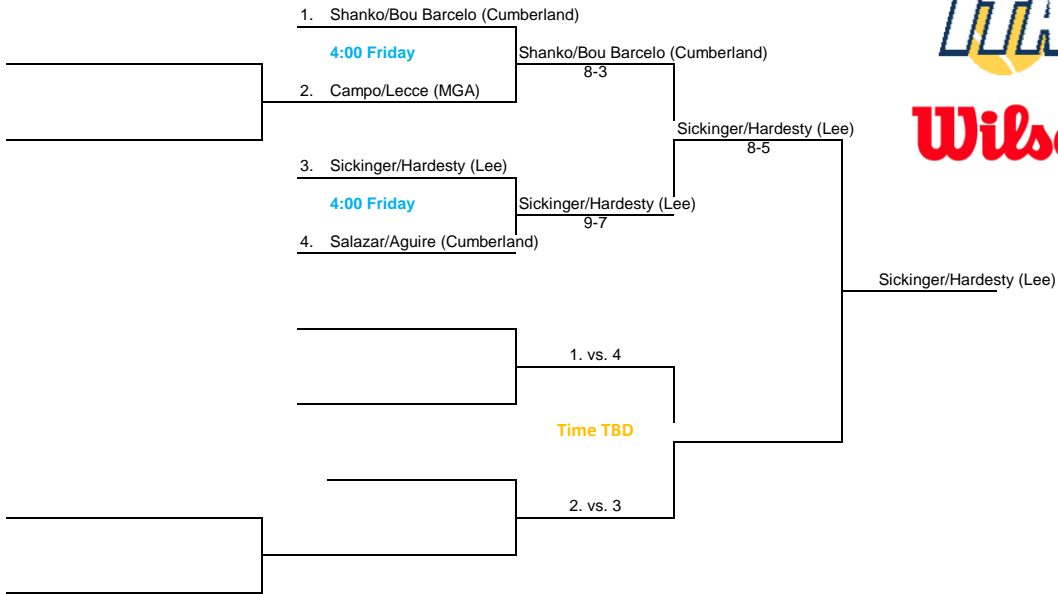 1. Shanko/Bou Barcelo (Cumberland)
4:00 Friday
Shanko/Bou Barcelo (Cumberland)
8-3
2. Campo/Lecce (MGA)
Sickinger/Hardesty (Lee)
8-5
3. Sickinger/Hardesty (Lee)
4:00 Friday
Sickinger/Hardesty (Lee)
9-7
4. Salazar/Aguire (Cumberland)
Sickinger/Hardesty (Lee)
1. vs. 4
Time TBD
2. vs. 3
ITA
Wils